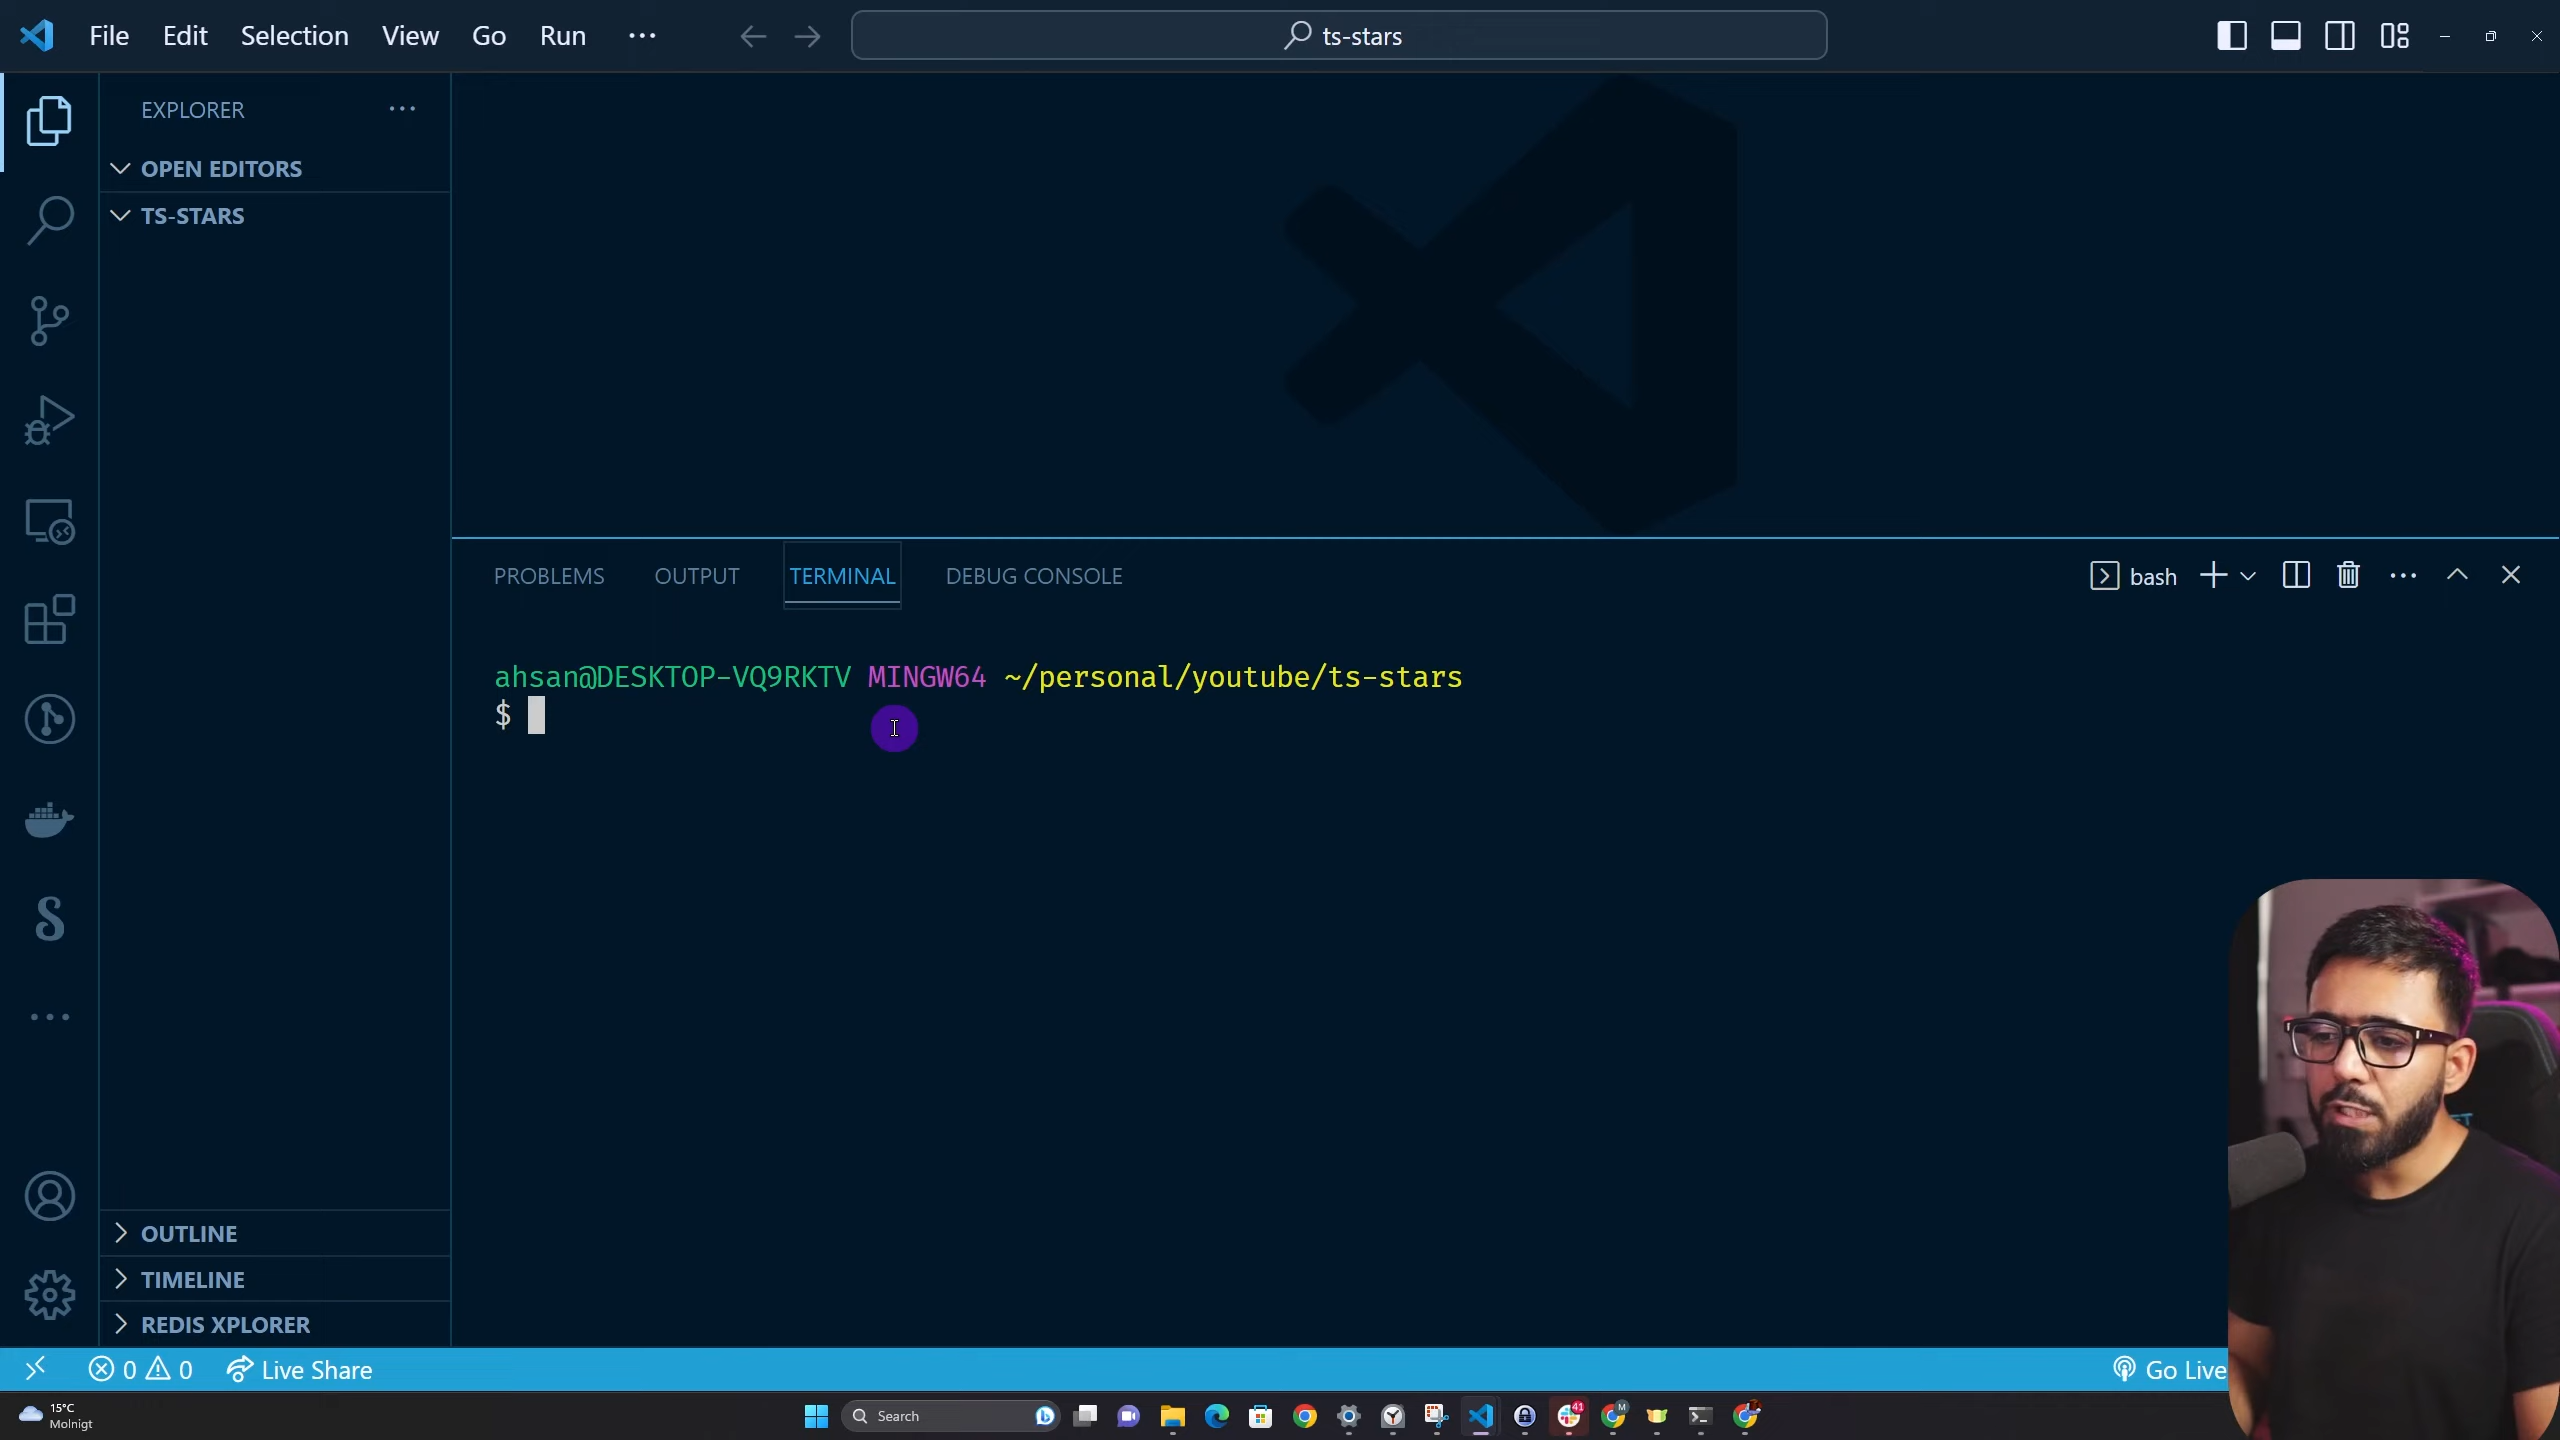 File Edit Selection View Go Run
ts-stars
EXPLORER
OPEN EDITORS
TS-STARS
PROBLEMS OUTPUT TERMINAL DEBUG CONSOLE
bash
ahsan@DESKTOP-VQ9RKTV MINGW64 ~/personal/youtube/ts-stars
$
OUTLINE
TIMELINE
REDIS XPLORER
0 0 Live Share
Go Live
15°C
Molnigt
Search
41
M